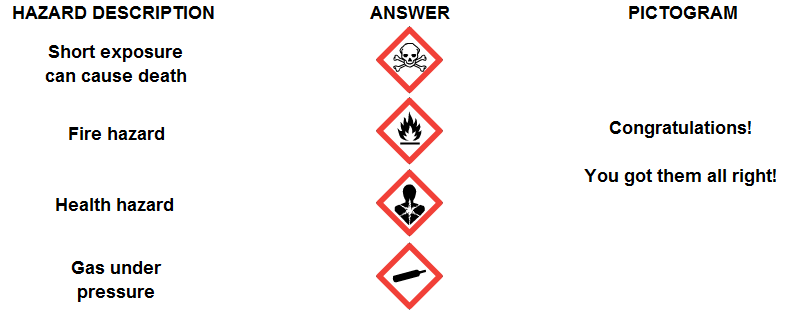 HAZARD DESCRIPTION ANSWER PICTOGRAM
Short exposure
can cause death
Fire hazard
Congratulations!
You got them all right!
Health hazard
Gas under
pressure